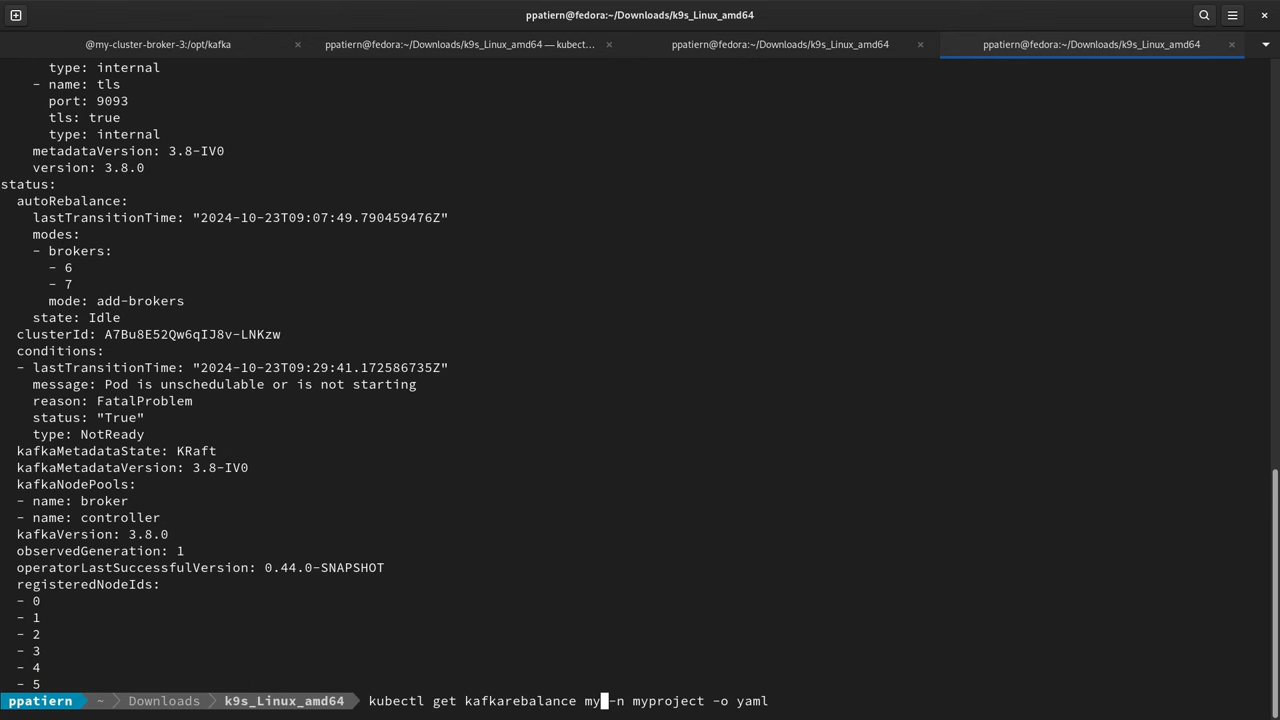 ppatiern@fedora:~/Downloads/k9s_Linux_amd64
@my-cluster-broker-3:/opt/kafka
ppatiern@fedora:~/Downloads/k9s_Linux_amd64 — kubect...
ppatiern@fedora:~/Downloads/k9s_Linux_amd64
ppatiern@fedora:~/Downloads/k9s_Linux_amd64
      type: internal
    - name: tls
      port: 9093
      tls: true
      type: internal
    metadataVersion: 3.8-IV0
    version: 3.8.0
status:
  autoRebalance:
    lastTransitionTime: "2024-10-23T09:07:49.790459476Z"
    modes:
    - brokers:
      - 6
      - 7
      mode: add-brokers
    state: Idle
  clusterId: A7Bu8E52Qw6qIJ8v-LNKzw
  conditions:
  - lastTransitionTime: "2024-10-23T09:29:41.172586735Z"
    message: Pod is unschedulable or is not starting
    reason: FatalProblem
    status: "True"
    type: NotReady
  kafkaMetadataState: KRaft
  kafkaMetadataVersion: 3.8-IV0
  kafkaNodePools:
  - name: broker
  - name: controller
  kafkaVersion: 3.8.0
  observedGeneration: 1
  operatorLastSuccessfulVersion: 0.44.0-SNAPSHOT
  registeredNodeIds:
  - 0
  - 1
  - 2
  - 3
  - 4
  - 5
ppatiern ~ Downloads k9s_Linux_amd64 kubectl get kafkarebalance my -n myproject -o yaml